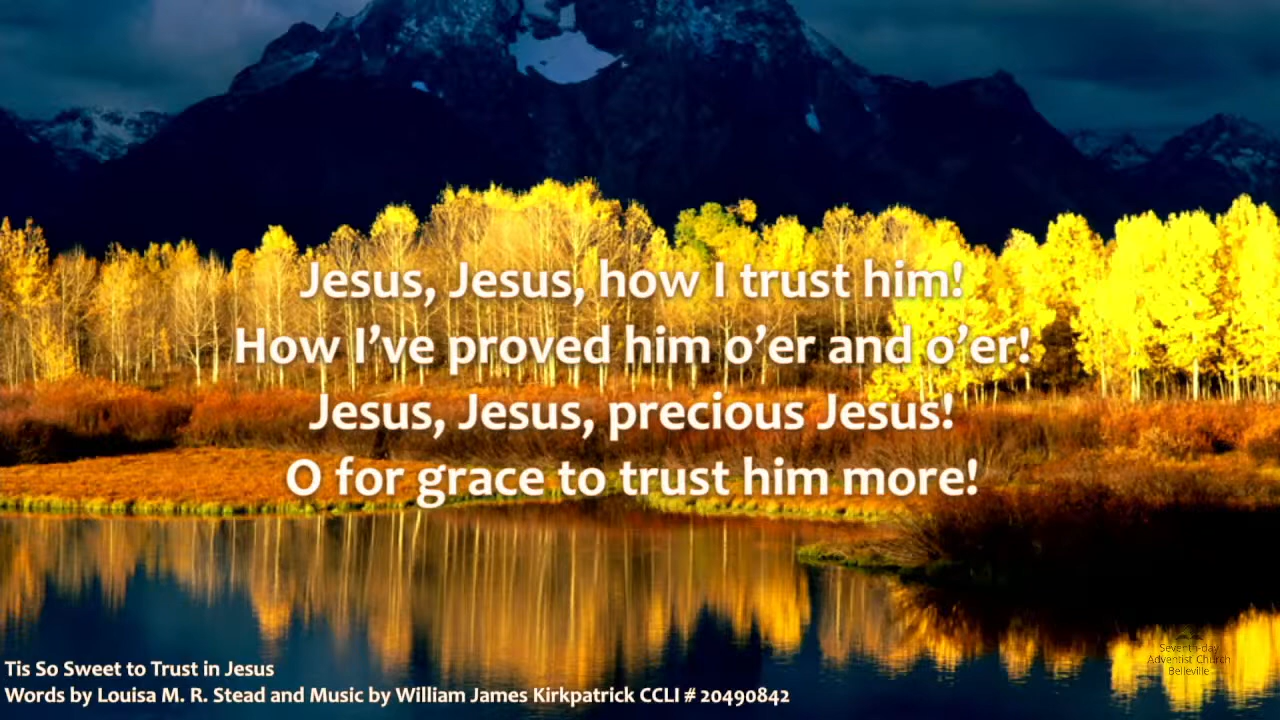 Jesus, Jesus, how I trust him!
How I’ve proved him o’er and o’er!
Jesus, Jesus, precious Jesus!
O for grace to trust him more!
Tis So Sweet to Trust in Jesus
Words by Louisa M. R. Stead and Music by William James Kirkpatrick CCLI # 20490842
Seventh-day
Adventist Church
Belleville